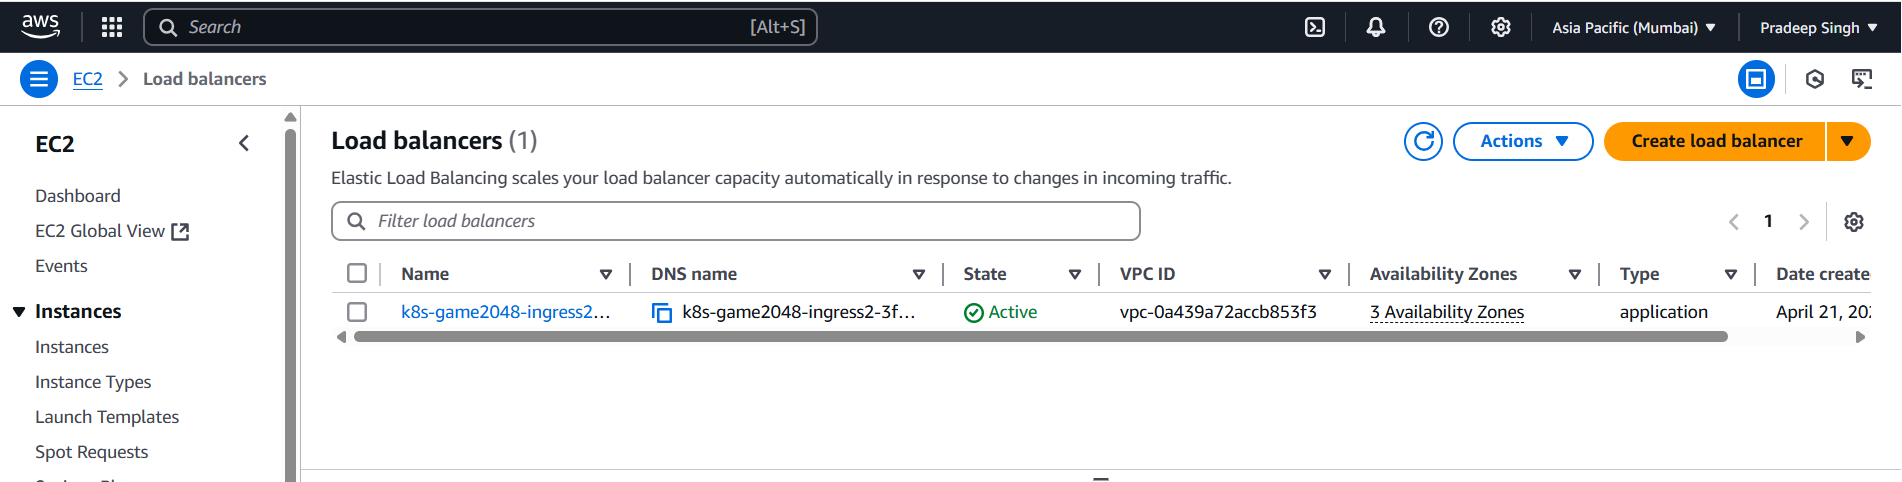 aws
Search [Alt+S]
Asia Pacific (Mumbai)
Pradeep Singh
EC2 Load balancers
EC2
Dashboard
EC2 Global View
Events
Instances
Instances
Instance Types
Launch Templates
Spot Requests
Load balancers (1)
Actions
Create load balancer
Elastic Load Balancing scales your load balancer capacity automatically in response to changes in incoming traffic.
Filter load balancers
1
Name DNS name State VPC ID Availability Zones Type Date create
k8s-game2048-ingress2... k8s-game2048-ingress2-3f... Active vpc-0a439a72accb853f3 3 Availability Zones application April 21, 202